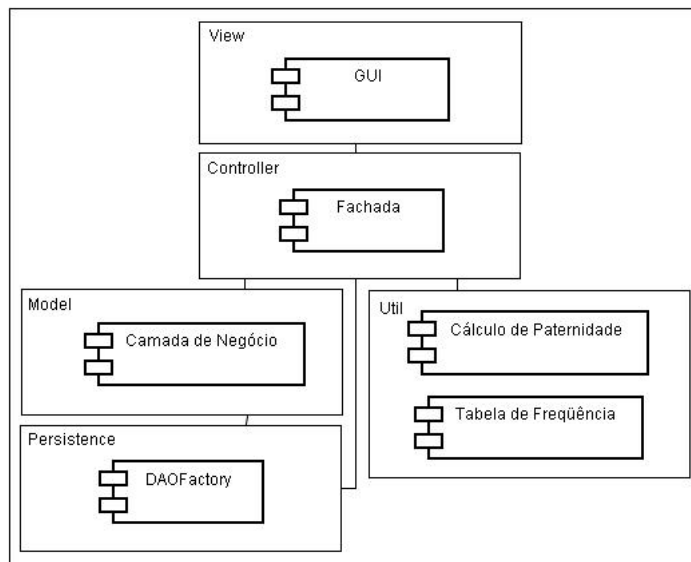 View
GUI
Controller
Fachada
Model
Camada de Negócio
Util
Cálculo de Paternidade
Tabela de Freqüência
Persistence
DAOFactory